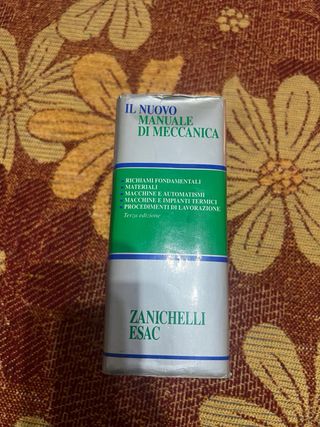 IL NUOVO
MANUALE
DI MECCANICA
• RICHIAMI FONDAMENTALI
• MATERIALI
• MACCHINE E AUTOMATISMI
• MACCHINE E IMPIANTI TERMICI
• PROCEDIMENTI DI LAVORAZIONE
Terza edizione
ZANICHELLI
ESAC